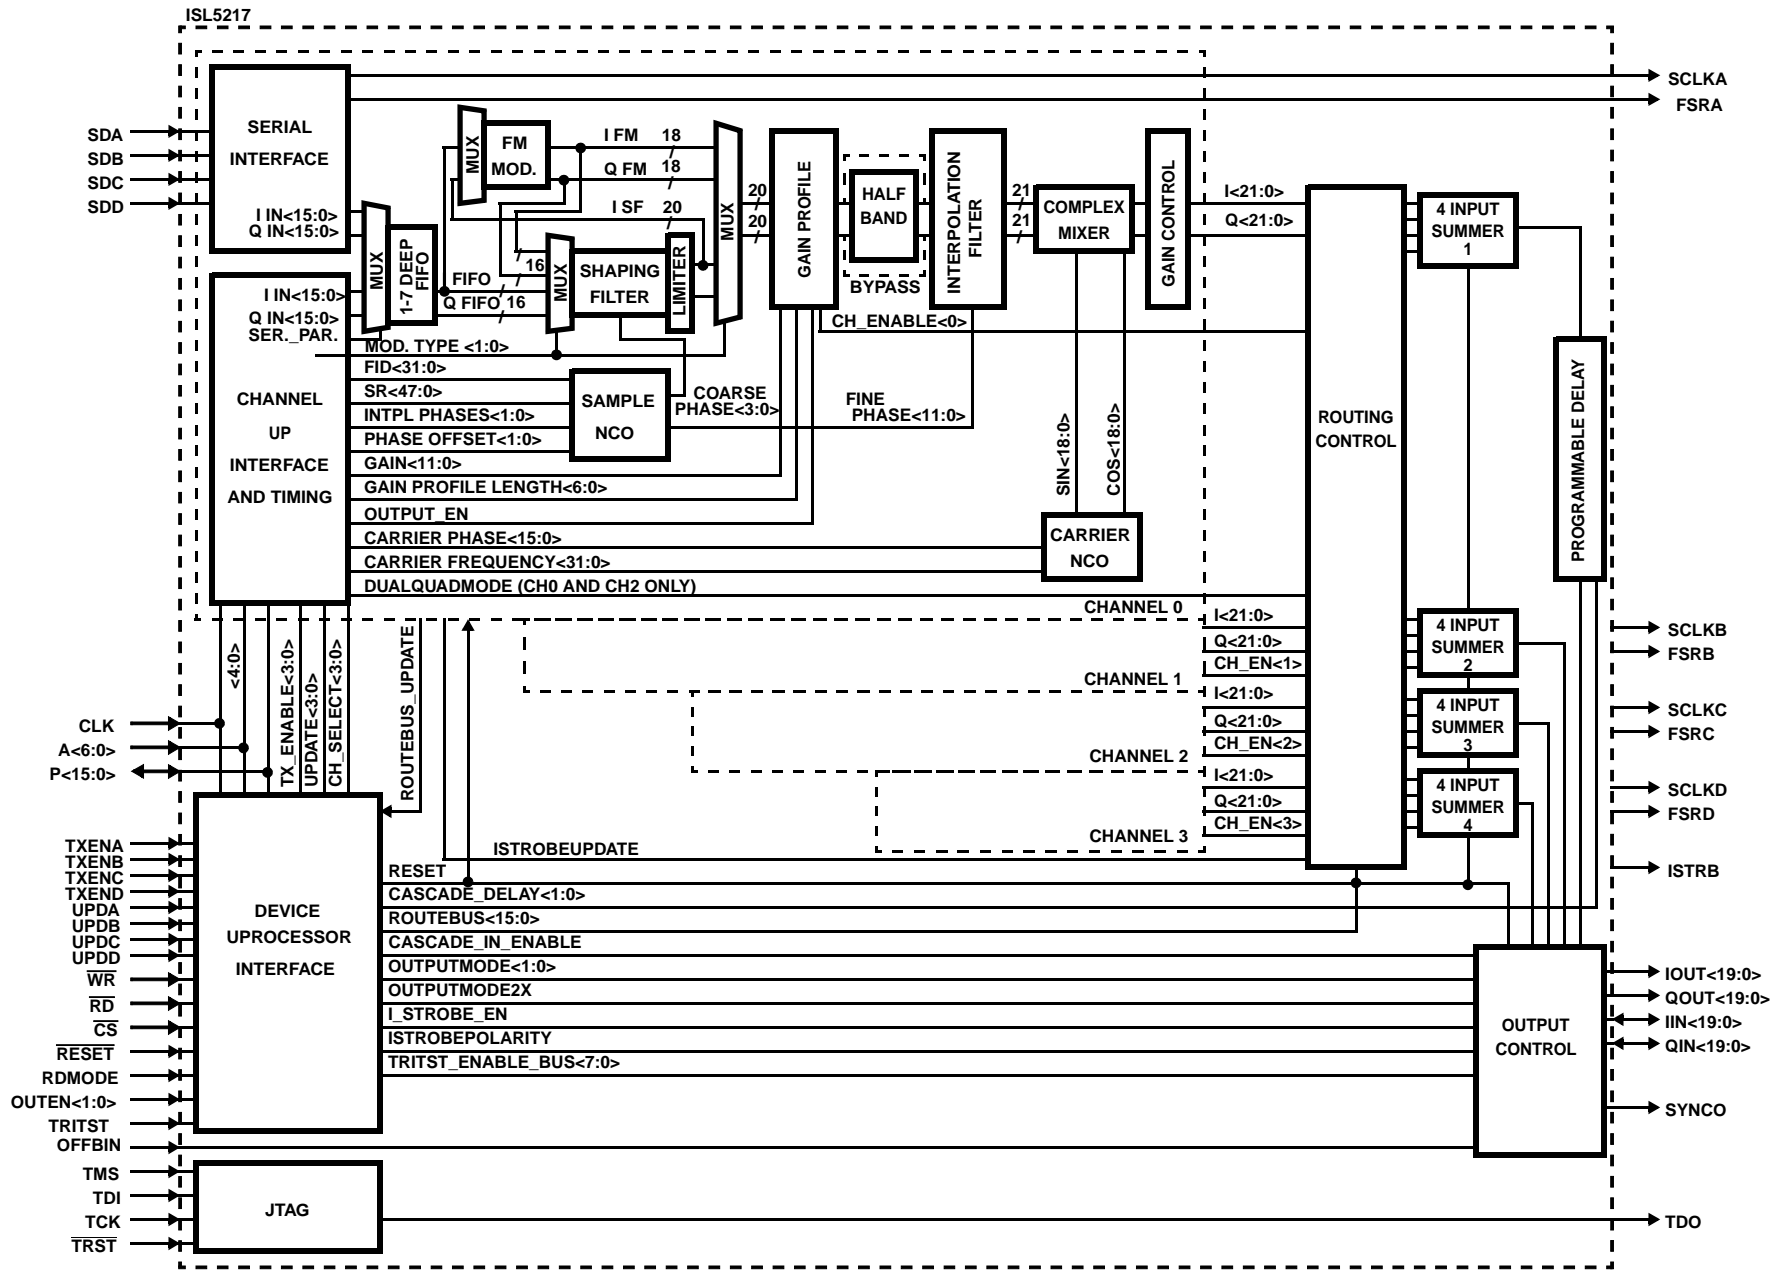 ISL5217
SCLKA
FSRA
SDA
SDB
SDC
SDD
SERIAL
INTERFACE
I IN<15:0>
Q IN<15:0>
MUX
1-7 DEEP
FIFO
I IN<15:0>
Q IN<15:0>
SER._PAR.
CHANNEL
UP
INTERFACE
AND TIMING
MUX
FM
MOD.
I FM
18
Q FM
18
I SF
20
16
FIFO
Q FIFO
16
MUX
SHAPING
FILTER
LIMITER
MUX
20
20
GAIN PROFILE
HALF
BAND
BYPASS
INTERPOLATION
FILTER
21
21
COMPLEX
MIXER
GAIN CONTROL
I<21:0>
Q<21:0>
CH_ENABLE<0>
MOD. TYPE <1:0>
FID<31:0>
SR<47:0>
INTPL PHASES<1:0>
PHASE OFFSET<1:0>
GAIN<11:0>
GAIN PROFILE LENGTH<6:0>
OUTPUT_EN
CARRIER PHASE<15:0>
CARRIER FREQUENCY<31:0>
DUALQUADMODE (CH0 AND CH2 ONLY)
SAMPLE
NCO
COARSE
PHASE<3:0>
FINE
PHASE<11:0>
SIN<18:0>
COS<18:0>
CARRIER
NCO
ROUTING
CONTROL
4 INPUT
SUMMER
1
PROGRAMMABLE DELAY
CHANNEL 0
I<21:0>
Q<21:0>
CH_EN<1>
CHANNEL 1
I<21:0>
Q<21:0>
CH_EN<2>
CHANNEL 2
I<21:0>
Q<21:0>
CH_EN<3>
CHANNEL 3
4 INPUT
SUMMER
2
4 INPUT
SUMMER
3
4 INPUT
SUMMER
4
SCLKB
FSRB
SCLKC
FSRC
SCLKD
FSRD
ISTRB
<4:0>
TX_ENABLE<3:0>
UPDATE<3:0>
CH_SELECT<3:0>
ROUTEBUS_UPDATE
CLK
A<6:0>
P<15:0>
TXENA
TXENB
TXENC
TXEND
UPDA
UPDB
UPDC
UPDD
WR
RD
CS
RESET
RDMODE
OUTEN<1:0>
TRITST
OFFBIN
DEVICE
UPROCESSOR
INTERFACE
ISTROBEUPDATE
RESET
CASCADE_DELAY<1:0>
ROUTEBUS<15:0>
CASCADE_IN_ENABLE
OUTPUTMODE<1:0>
OUTPUTMODE2X
I_STROBE_EN
ISTROBEPOLARITY
TRITST_ENABLE_BUS<7:0>
OUTPUT
CONTROL
IOUT<19:0>
QOUT<19:0>
IIN<19:0>
QIN<19:0>
SYNCO
TMS
TDI
TCK
TRST
JTAG
TDO